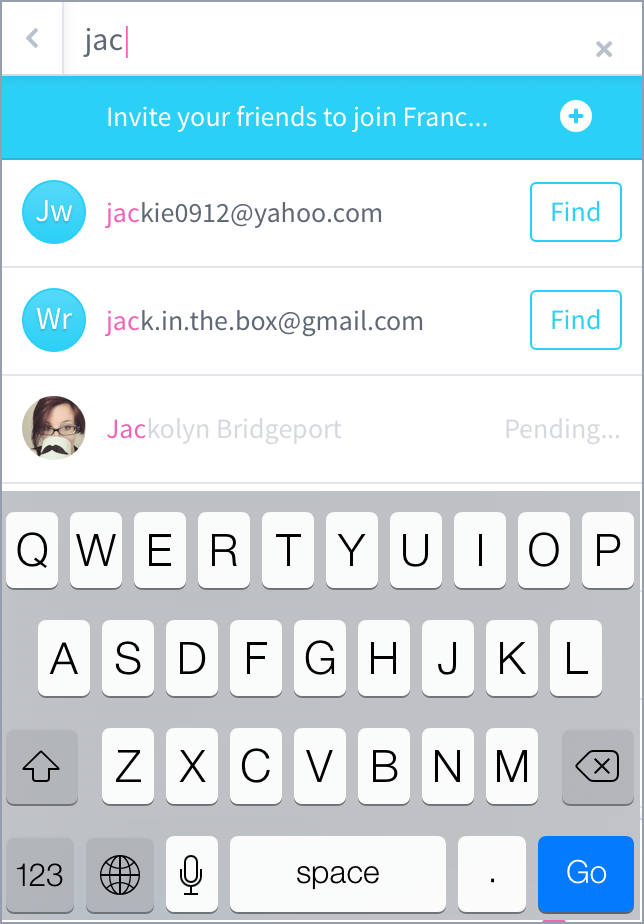 jac
Invite your friends to join Franc...
Jw
jackie0912@yahoo.com
Find
Wr
jack.in.the.box@gmail.com
Find
Jackolyn Bridgeport
Pending...
Q W E R T Y U I O P
A S D F G H J K L
Z X C V B N M
123 space . Go